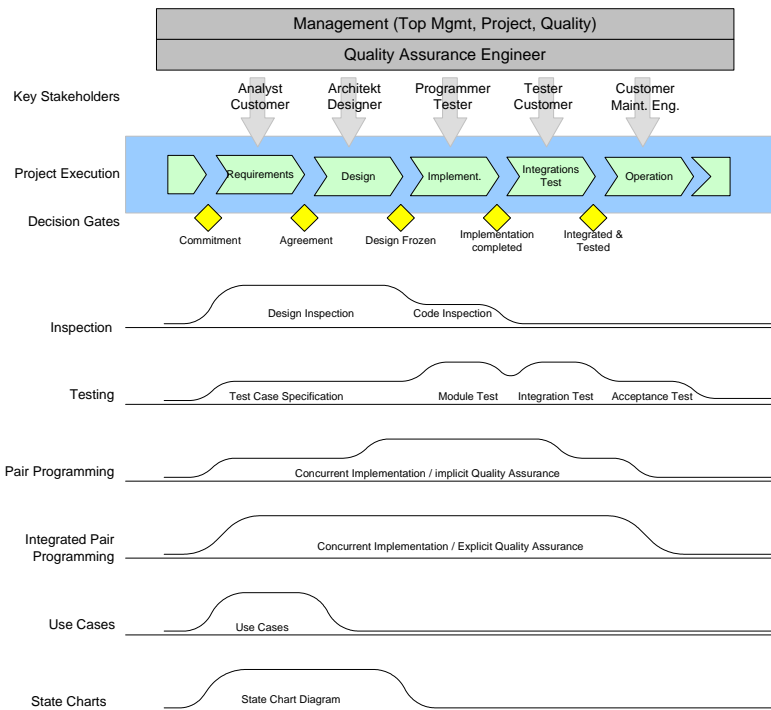 Management (Top Mgmt, Project, Quality)
Quality Assurance Engineer
Key Stakeholders
Analyst
Customer
Architekt
Designer
Programmer
Tester
Tester
Customer
Customer
Maint. Eng.
Project Execution
Requirements
Design
Implement.
Integrations
Test
Operation
Decision Gates
Commitment
Agreement
Design Frozen
Implementation
completed
Integrated &
Tested
Inspection
Design Inspection
Code Inspection
Testing
Test Case Specification
Module Test
Integration Test
Acceptance Test
Pair Programming
Concurrent Implementation / implicit Quality Assurance
Integrated Pair
Programming
Concurrent Implementation / Explicit Quality Assurance
Use Cases
Use Cases
State Charts
State Chart Diagram